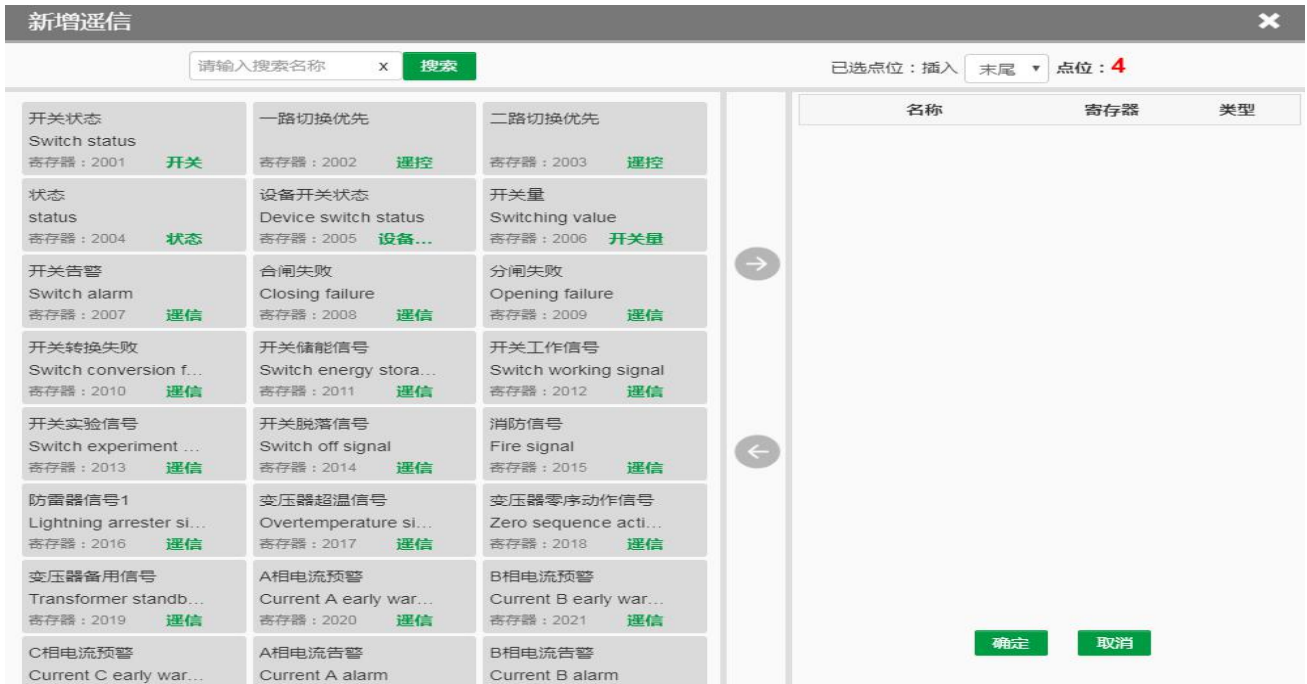 新增遥信
✖
请输入搜索名称 x 搜索
已选点位：插入 末尾 ▼ 点位：4
开关状态
Switch status
寄存器：2001 开关
一路切换优先
寄存器：2002 遥控
二路切换优先
寄存器：2003 遥控
状态
status
寄存器：2004 状态
设备开关状态
Device switch status
寄存器：2005 设备...
开关量
Switching value
寄存器：2006 开关量
开关告警
Switch alarm
寄存器：2007 遥信
合闸失败
Closing failure
寄存器：2008 遥信
分闸失败
Opening failure
寄存器：2009 遥信
开关转换失败
Switch conversion f...
寄存器：2010 遥信
开关储能信号
Switch energy stora...
寄存器：2011 遥信
开关工作信号
Switch working signal
寄存器：2012 遥信
开关实验信号
Switch experiment ...
寄存器：2013 遥信
开关脱落信号
Switch off signal
寄存器：2014 遥信
消防信号
Fire signal
寄存器：2015 遥信
防雷器信号1
Lightning arrester si...
寄存器：2016 遥信
变压器超温信号
Overtemperature si...
寄存器：2017 遥信
变压器零序动作信号
Zero sequence acti...
寄存器：2018 遥信
变压器备用信号
Transformer standb...
寄存器：2019 遥信
A相电流预警
Current A early war...
寄存器：2020 遥信
B相电流预警
Current B early war...
寄存器：2021 遥信
C相电流预警
Current C early war...
A相电流告警
Current A alarm
B相电流告警
Current B alarm
名称 寄存器 类型
确定 取消